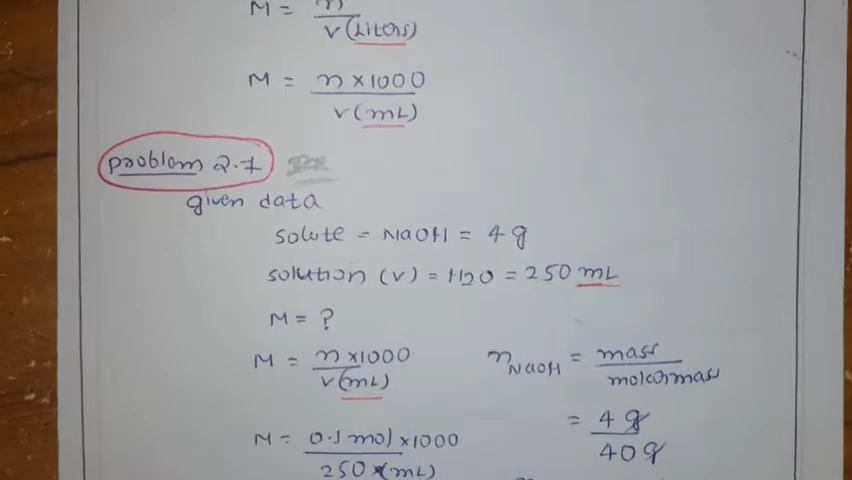 M = n
V(Liters)
M = n×1000
V(mL)
problem 2.7
given data
solute = NaOH = 4 g
solution (V) = H2O = 250 mL
M = ?
M = n×1000
V(mL)
nNaOH = mass
molarmass
= 4 g
40g
M = 0.1 mol×1000
250 (mL)